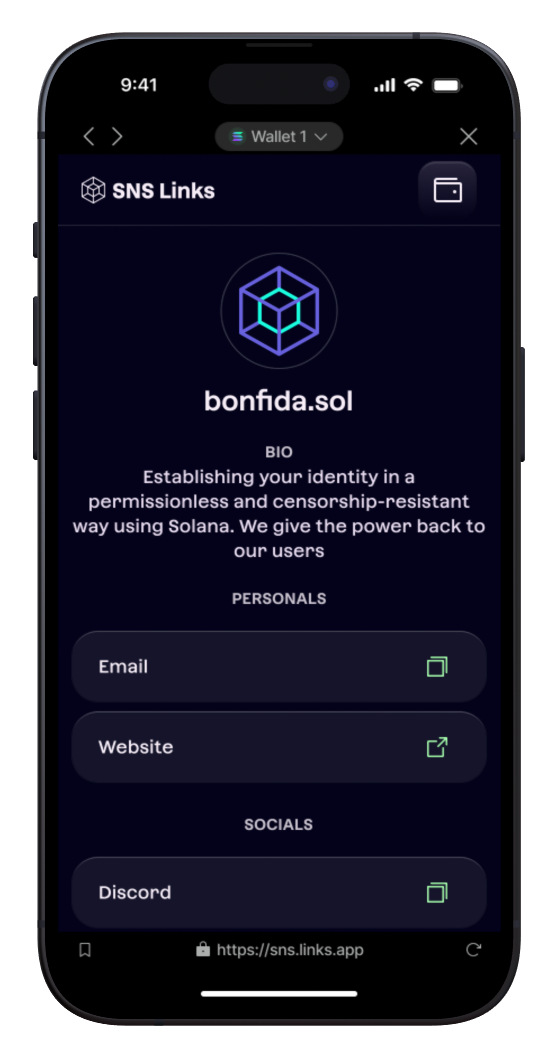 9:41
Wallet 1
SNS Links
bonfida.sol
BIO
Establishing your identity in a
permissionless and censorship-resistant
way using Solana. We give the power back to
our users
PERSONALS
Email
Website
SOCIALS
Discord
https://sns.links.app